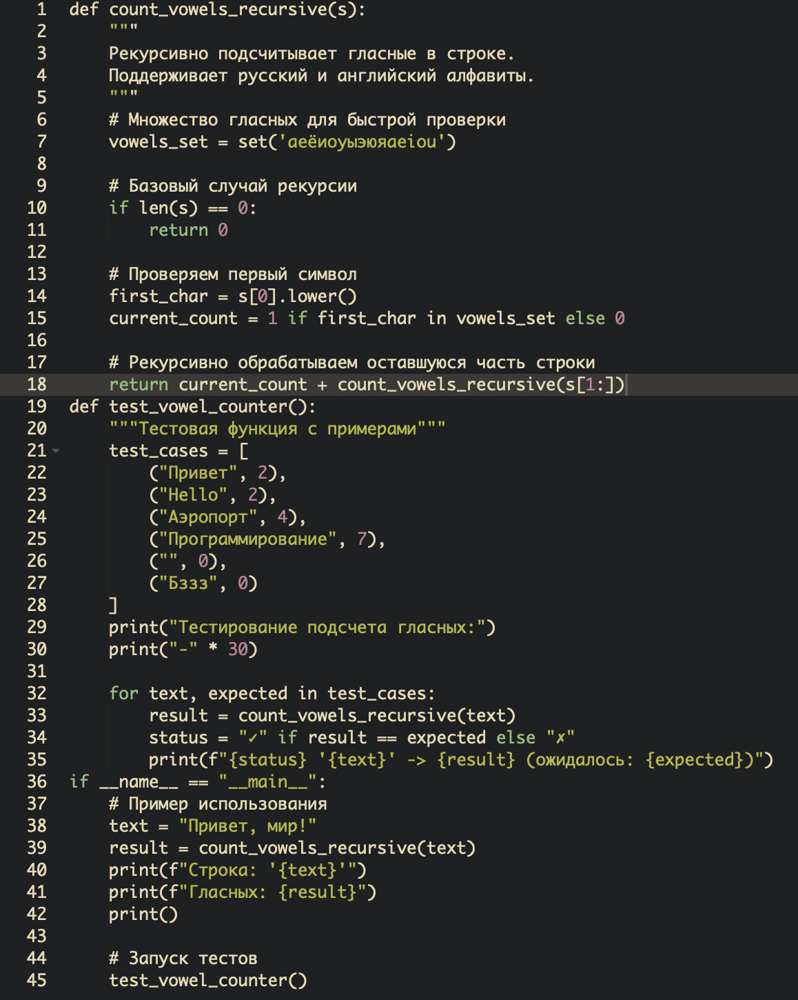 1 def count_vowels_recursive(s):
2 """
3 Рекурсивно подсчитывает гласные в строке.
4 Поддерживает русский и английский алфавиты.
5 """
6 # Множество гласных для быстрой проверки
7 vowels_set = set('аеёиоуыэюяaeiou')
8
9 # Базовый случай рекурсии
10 if len(s) == 0:
11 return 0
12
13 # Проверяем первый символ
14 first_char = s[0].lower()
15 current_count = 1 if first_char in vowels_set else 0
16
17 # Рекурсивно обрабатываем оставшуюся часть строки
18 return current_count + count_vowels_recursive(s[1:])
19 def test_vowel_counter():
20 """Тестовая функция с примерами"""
21 test_cases = [
22 ("Привет", 2),
23 ("Hello", 2),
24 ("Аэропорт", 4),
25 ("Программирование", 7),
26 ("", 0),
27 ("Бззз", 0)
28 ]
29 print("Тестирование подсчета гласных:")
30 print("-" * 30)
31
32 for text, expected in test_cases:
33 result = count_vowels_recursive(text)
34 status = "✓" if result == expected else "✗"
35 print(f"{status} '{text}' -> {result} (ожидалось: {expected})")
36 if __name__ == "__main__":
37 # Пример использования
38 text = "Привет, мир!"
39 result = count_vowels_recursive(text)
40 print(f"Строка: '{text}'")
41 print(f"Гласных: {result}")
42 print()
43
44 # Запуск тестов
45 test_vowel_counter()